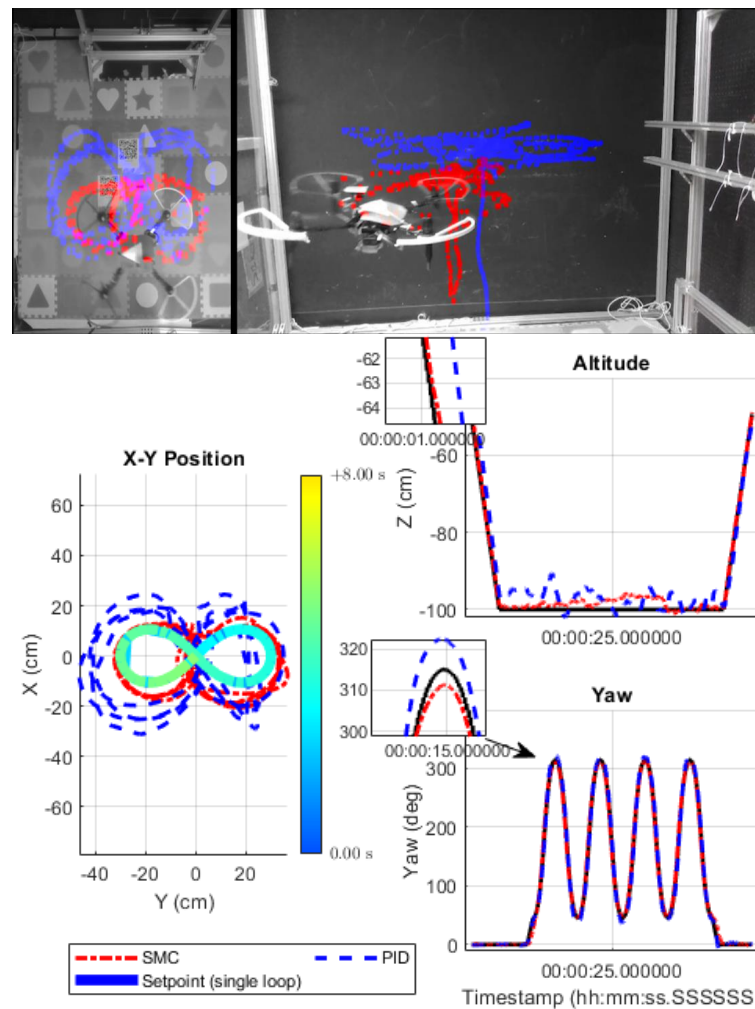 -62
-63
-64
00:00:01.000000
Altitude
-60
-80
-100
Z (cm)
00:00:25.000000
X-Y Position
60
40
20
0
-20
-40
-60
X (cm)
-40
-20
0
20
Y (cm)
+8.00 s
0.00 s
320
310
300
00:00:15.000000
Yaw
300
200
100
0
Yaw (deg)
00:00:25.000000
Timestamp (hh:mm:ss.SSSSSS
SMC
PID
Setpoint (single loop)